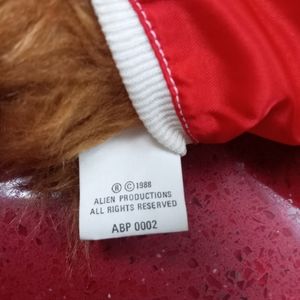 ® © 1988
ALIEN PRODUCTIONS
ALL RIGHTS RESERVED
ABP 0002